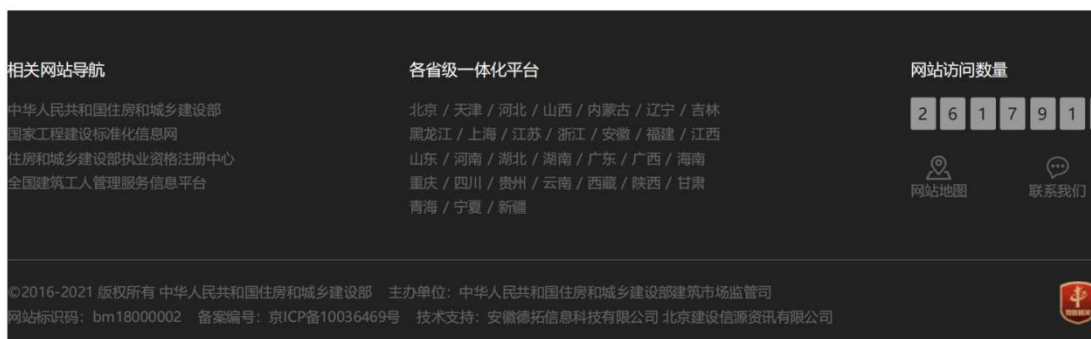 相关网站导航
中华人民共和国住房和城乡建设部
国家工程建设标准化信息网
住房和城乡建设部执业资格注册中心
全国建筑工人管理服务信息平台
各省级一体化平台
北京 / 天津 / 河北 / 山西 / 内蒙古 / 辽宁 / 吉林
黑龙江 / 上海 / 江苏 / 浙江 / 安徽 / 福建 / 江西
山东 / 河南 / 湖北 / 湖南 / 广东 / 广西 / 海南
重庆 / 四川 / 贵州 / 云南 / 西藏 / 陕西 / 甘肃
青海 / 宁夏 / 新疆
网站访问数量
2 6 1 7 9 1
网站地图
联系我们
©2016-2021 版权所有 中华人民共和国住房和城乡建设部 主办单位：中华人民共和国住房和城乡建设部建筑市场监管司
网站标识码：bm18000002 备案编号：京ICP备10036469号 技术支持：安徽德拓信息科技有限公司 北京建设信源资讯有限公司